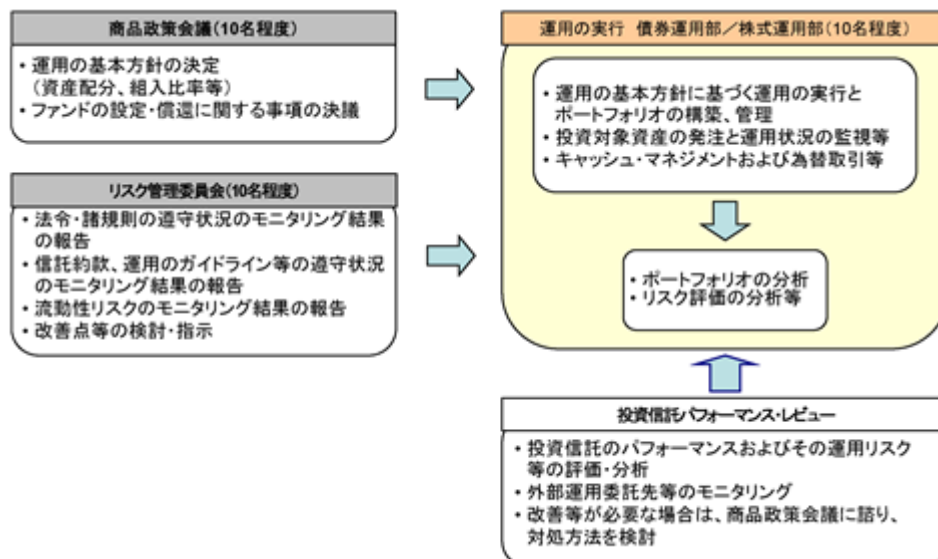 商品政策会議(10名程度)
・運用の基本方針の決定
(資産配分、組入比率等)
・ファンドの設定・償還に関する事項の決議
リスク管理委員会(10名程度)
・法令・諸規則の遵守状況のモニタリング結果
の報告
・信託約款、運用のガイドライン等の遵守状況
のモニタリング結果の報告
・流動性リスクのモニタリング結果の報告
・改善点等の検討・指示
運用の実行 債券運用部/株式運用部(10名程度)
・運用の基本方針に基づく運用の実行と
ポートフォリオの構築、管理
・投資対象資産の発注と運用状況の監視等
・キャッシュ・マネジメントおよび為替取引等
・ポートフォリオの分析
・リスク評価の分析等
投資信託パフォーマンス・レビュー
・投資信託のパフォーマンスおよびその運用リスク
等の評価・分析
・外部運用委託先等のモニタリング
・改善等が必要な場合は、商品政策会議に諮り、
対処方法を検討